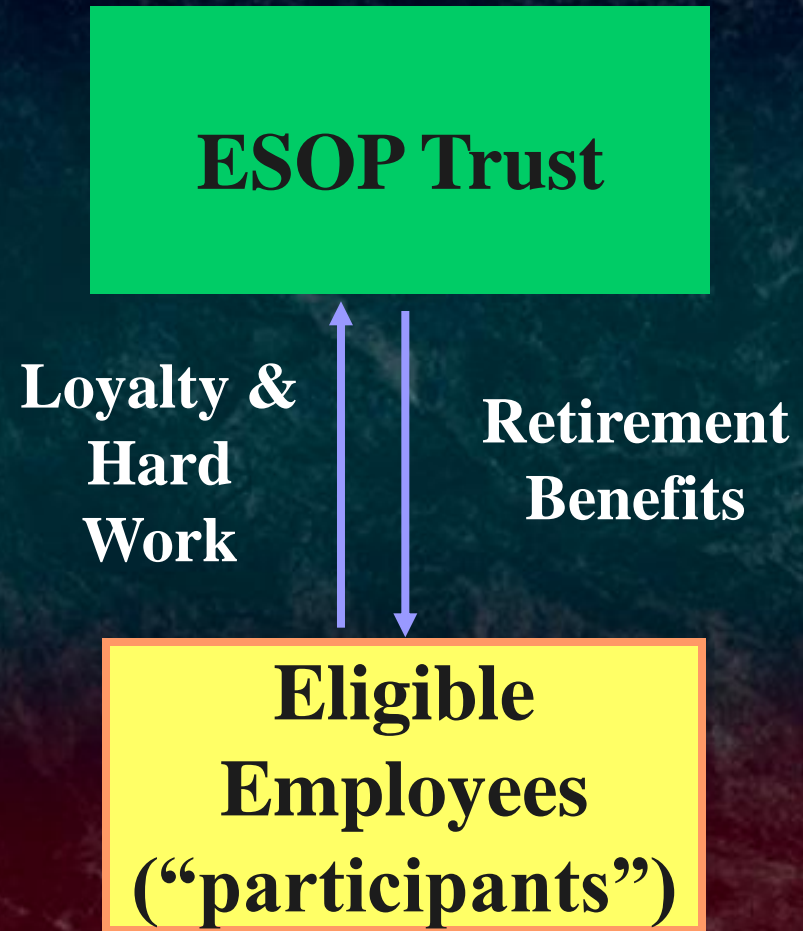 ESOP Trust
Loyalty &
Hard
Work
Retirement
Benefits
Eligible
Employees
(“participants”)